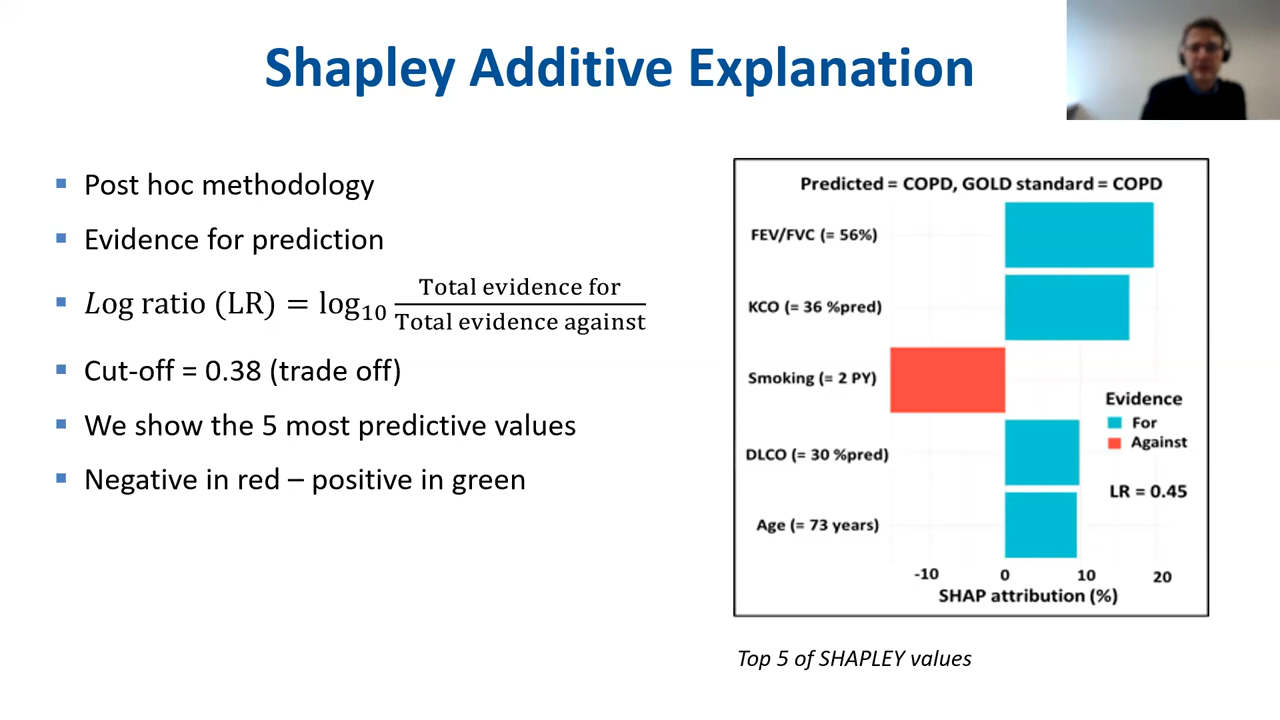 Shapley Additive Explanation
Post hoc methodology
Evidence for prediction
Log ratio (LR) = log10 Total evidence for / Total evidence against
Cut-off = 0.38 (trade off)
We show the 5 most predictive values
Negative in red – positive in green
Predicted = COPD, GOLD standard = COPD
FEV/FVC (= 56%)
KCO (= 36 %pred)
Smoking (= 2 PY)
DLCO (= 30 %pred)
Age (= 73 years)
Evidence
For
Against
LR = 0.45
-10 0 10 20
SHAP attribution (%)
Top 5 of SHAPLEY values